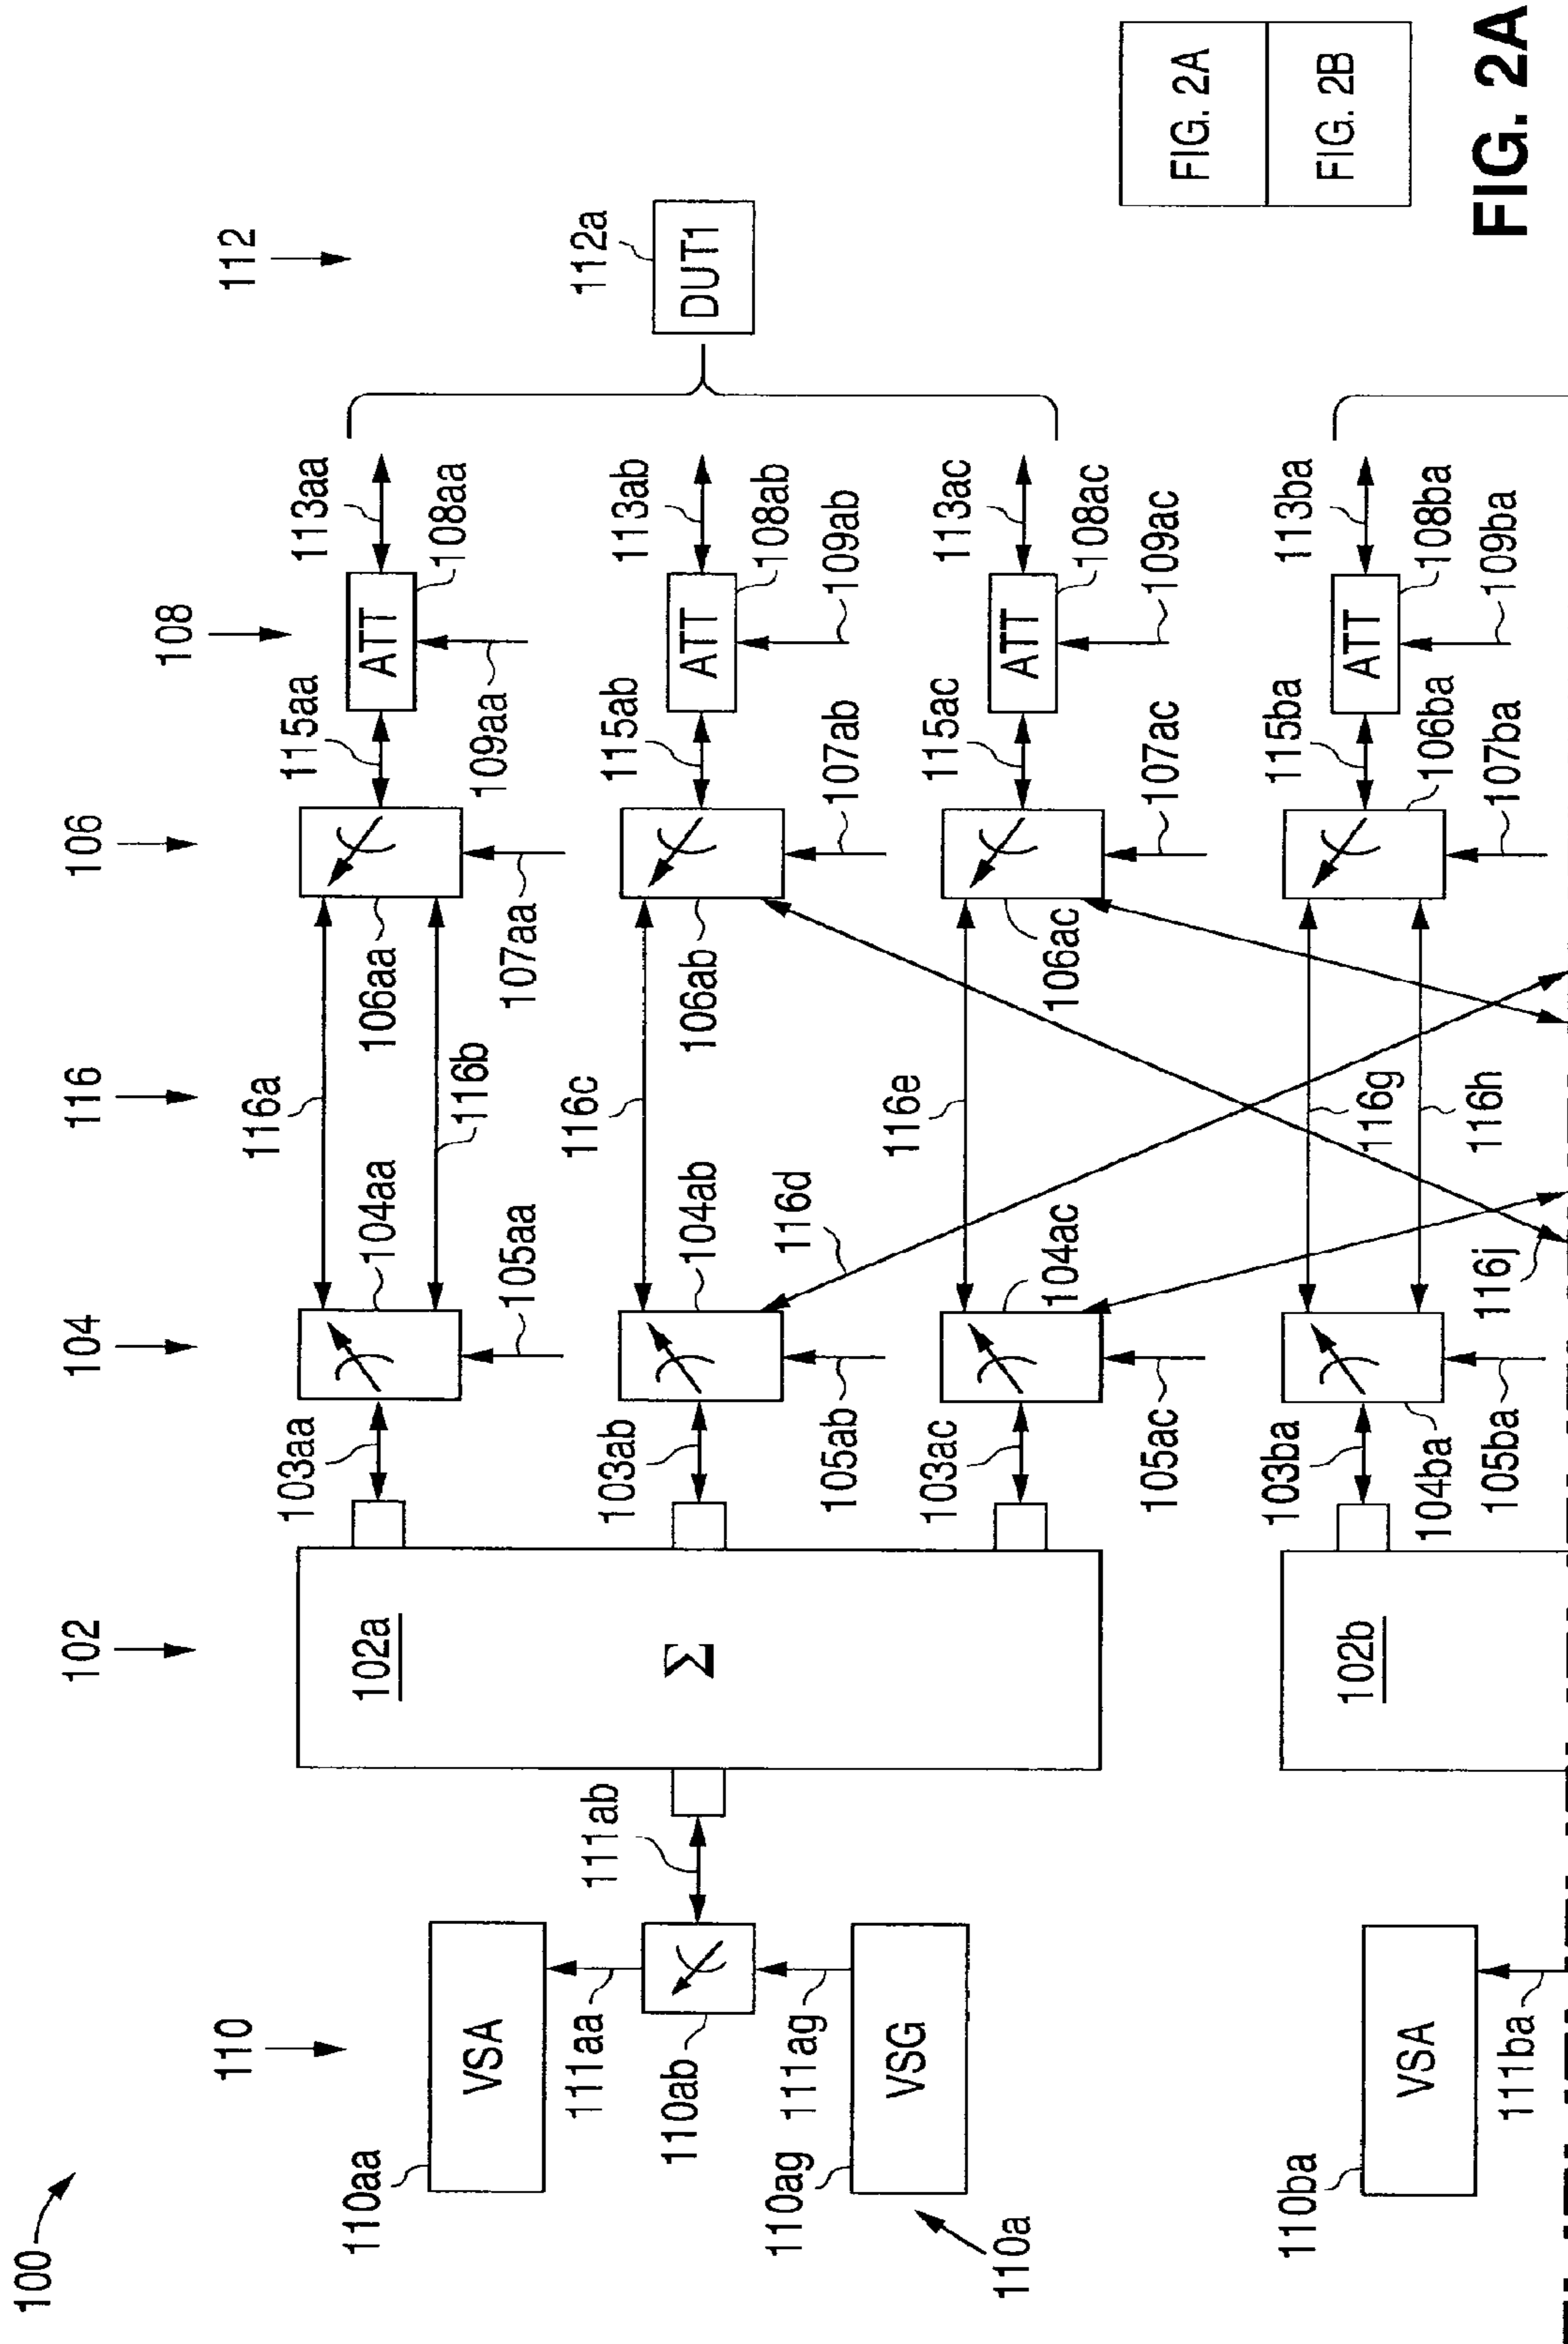 100
110
102
104
116
106
108
112
110aa
VSA
111aa
110ab
111ab
111ag
110ag
VSG
110a
102a
Σ
103aa
104aa
105aa
116a
116b
106aa
107aa
115aa
ATT
108aa
109aa
113aa
103ab
104ab
105ab
116c
116d
106ab
107ab
115ab
ATT
108ab
109ab
113ab
112a
DUT1
103ac
104ac
105ac
116e
106ac
107ac
115ac
ATT
108ac
109ac
113ac
110ba
VSA
111ba
102b
103ba
104ba
105ba
116g
116h
116j
106ba
107ba
115ba
ATT
108ba
109ba
113ba
FIG. 2A
FIG. 2B
FIG. 2A